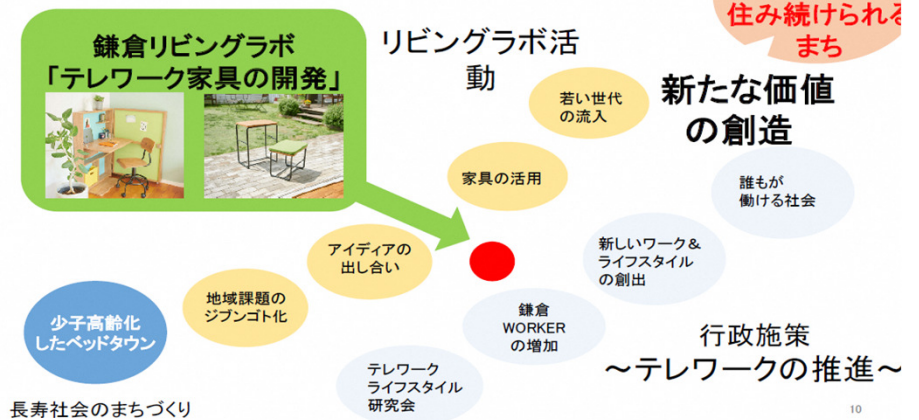 鎌倉リビングラボ
「テレワーク家具の開発」
リビングラボ活
動
住み続けられる
まち
新たな価値
の創造
若い世代
の流入
家具の活用
アイディアの
出し合い
地域課題の
ジブンゴト化
少子高齢化
したベッドタウン
長寿社会のまちづくり
誰もが
働ける社会
新しいワーク＆
ライフスタイル
の創出
鎌倉
WORKER
の増加
テレワーク
ライフスタイル
研究会
行政施策
～テレワークの推進～
10